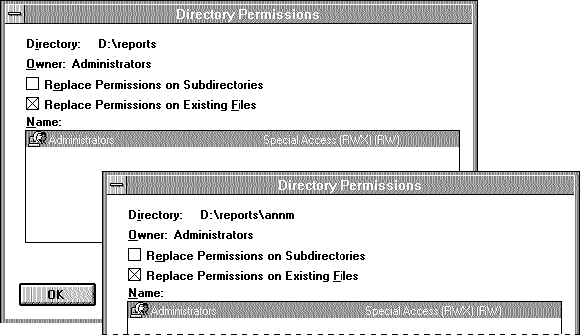 Directory Permissions
Directory: D:\reports
Owner: Administrators
Replace Permissions on Subdirectories
Replace Permissions on Existing Files
Name:
Administrators Special Access (RWX) (RW)
OK
Directory Permissions
Directory: D:\reports\annm
Owner: Administrators
Replace Permissions on Subdirectories
Replace Permissions on Existing Files
Name:
Administrators Special Access (RWX) (RW)